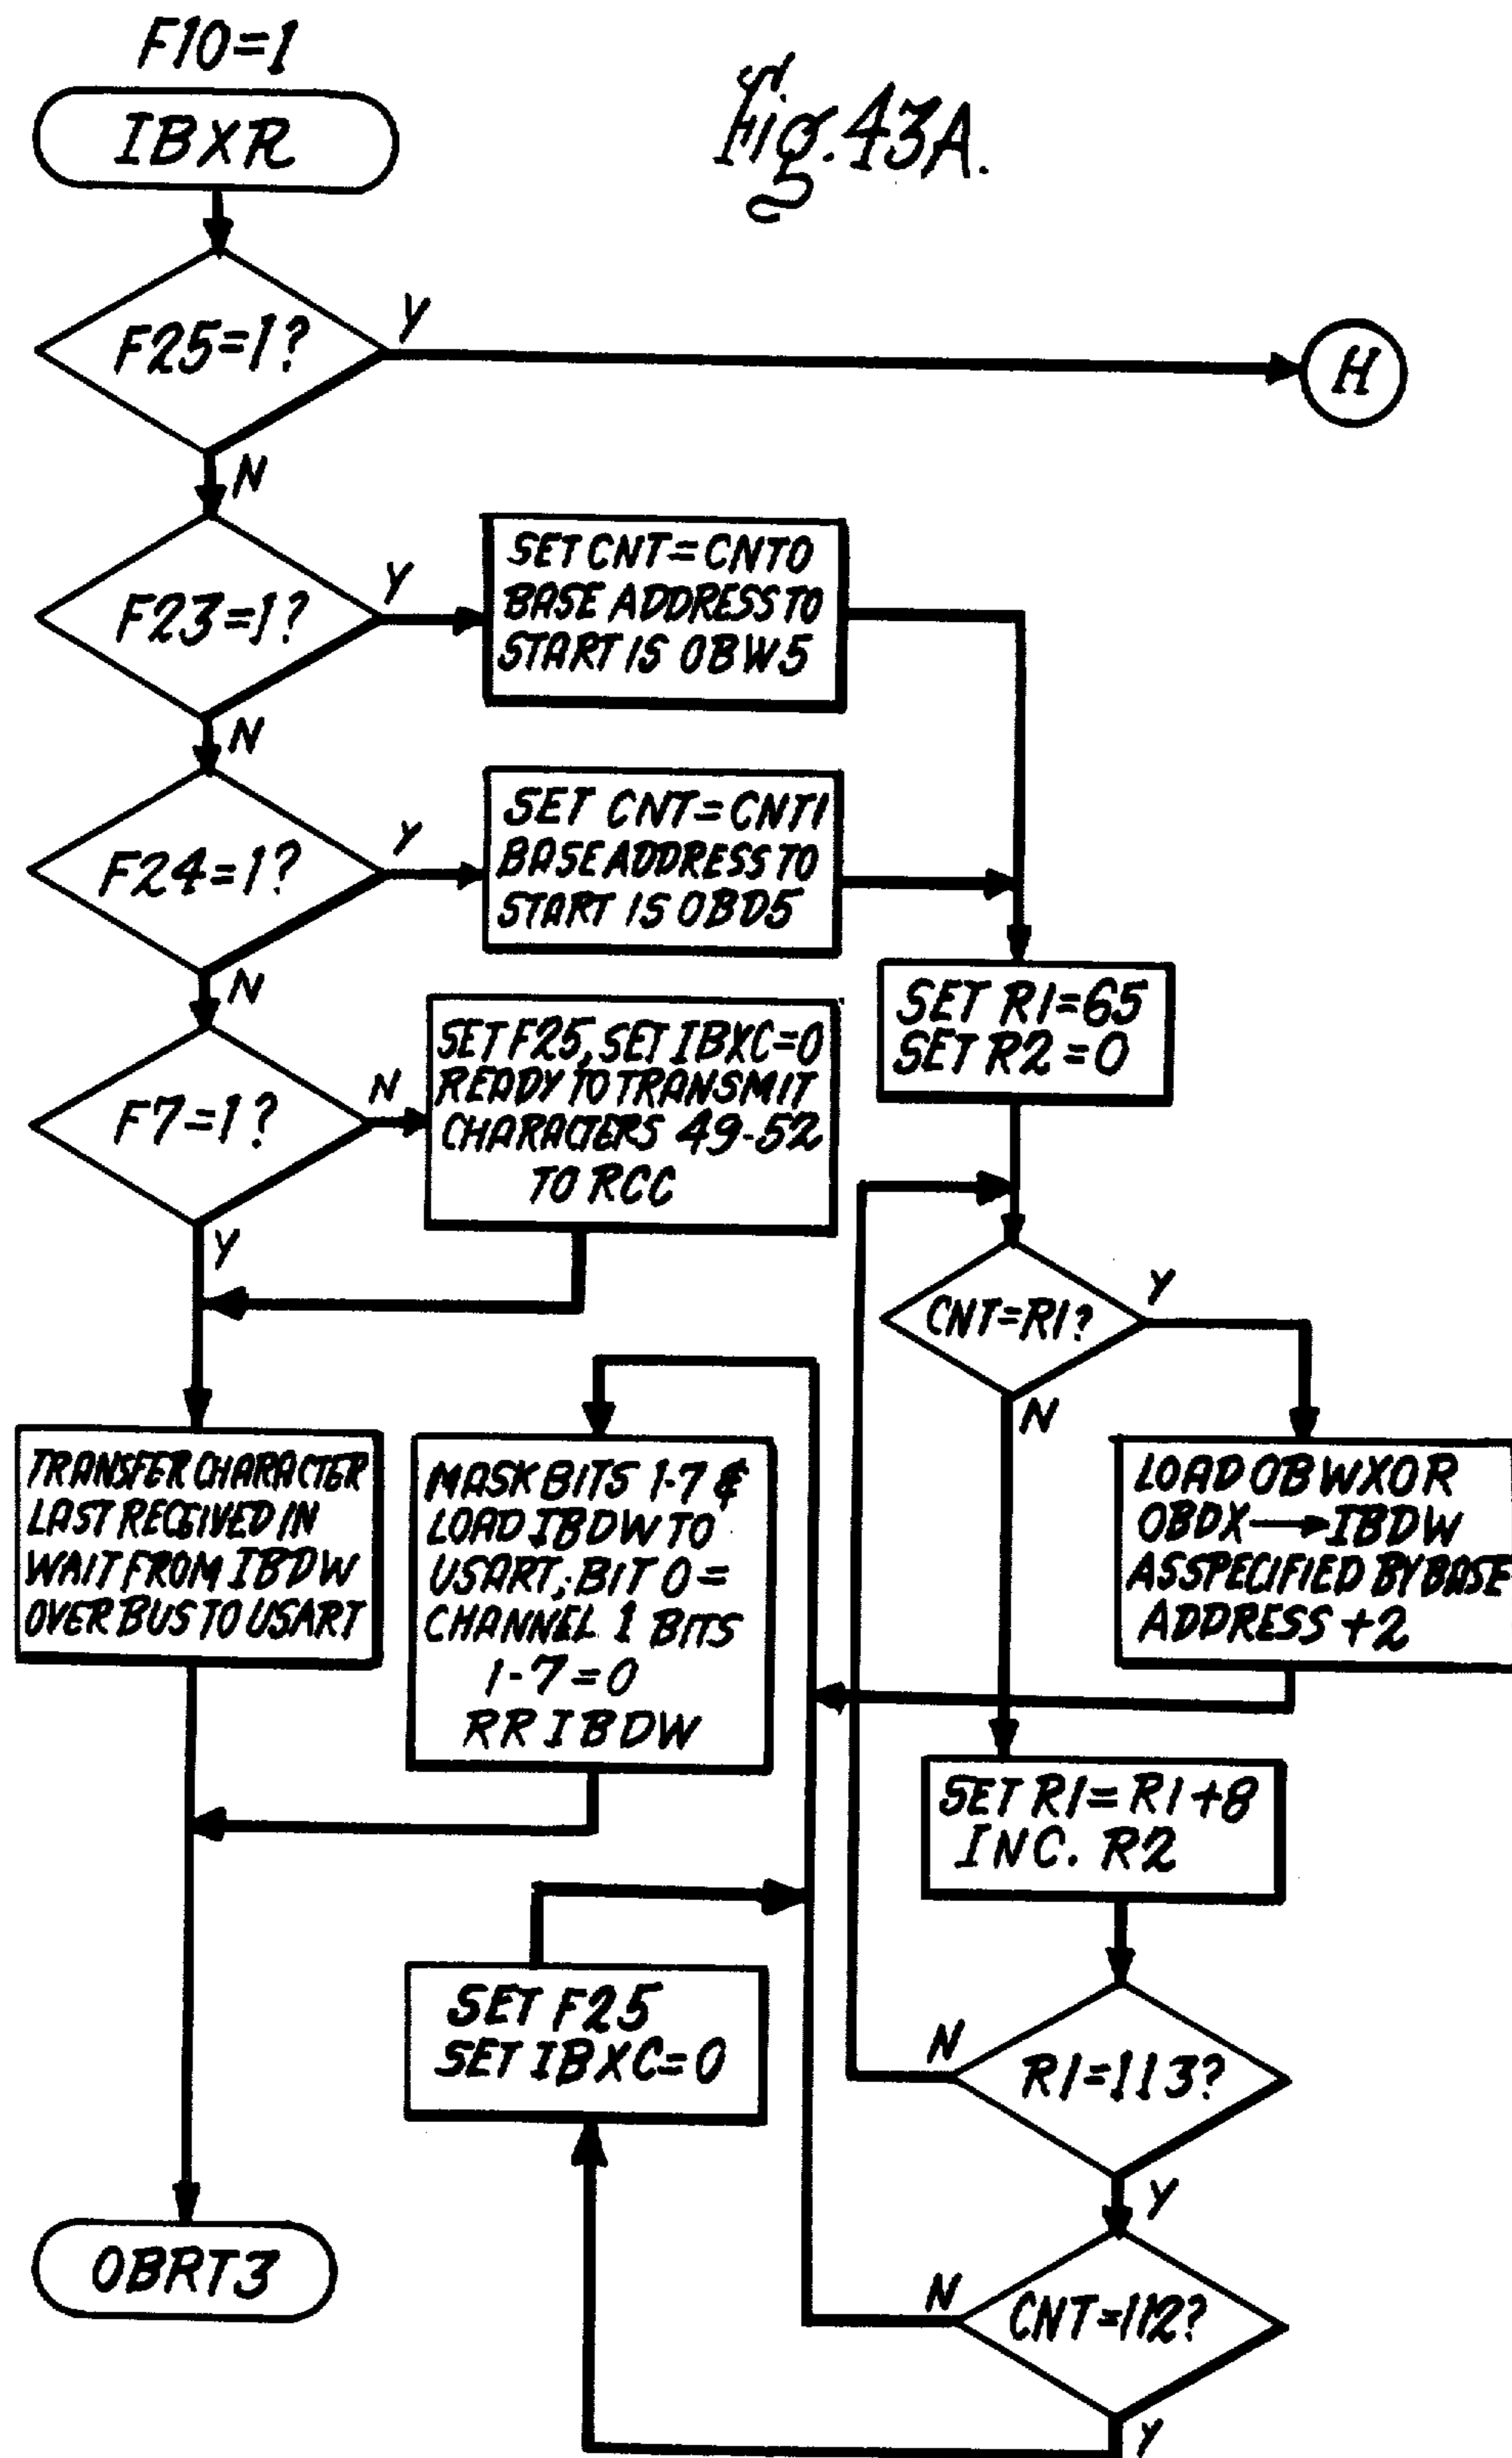 F10=1
Fig. 43A.
IBXR
F25=1?
Y
H
N
F23=1?
Y
SET CNT=CNT0
BASE ADDRESS TO
START IS OBW5
N
F24=1?
Y
SET CNT=CNT1
BASE ADDRESS TO
START IS OBD5
N
F7=1?
N
SET F25, SET IBXC=0
READY TO TRANSMIT
CHARACTERS 49-52
TO RCC
Y
SET R1=65
SET R2=0
CNT=R1?
Y
N
TRANSFER CHARACTER
LAST RECEIVED IN
WAIT FROM IBDW
OVER BUS TO USART
MASK BITS 1-7 &
LOAD IBDW TO
USART; BIT 0 =
CHANNEL 1 BITS
1-7=0
RR IBDW
LOAD OBWX OR
OBDX→IBDW
AS SPECIFIED BY BASE
ADDRESS +2
SET R1=R1+8
INC. R2
SET F25
SET IBXC=0
N
R1=113?
Y
OBRT3
N
CNT=112?
Y